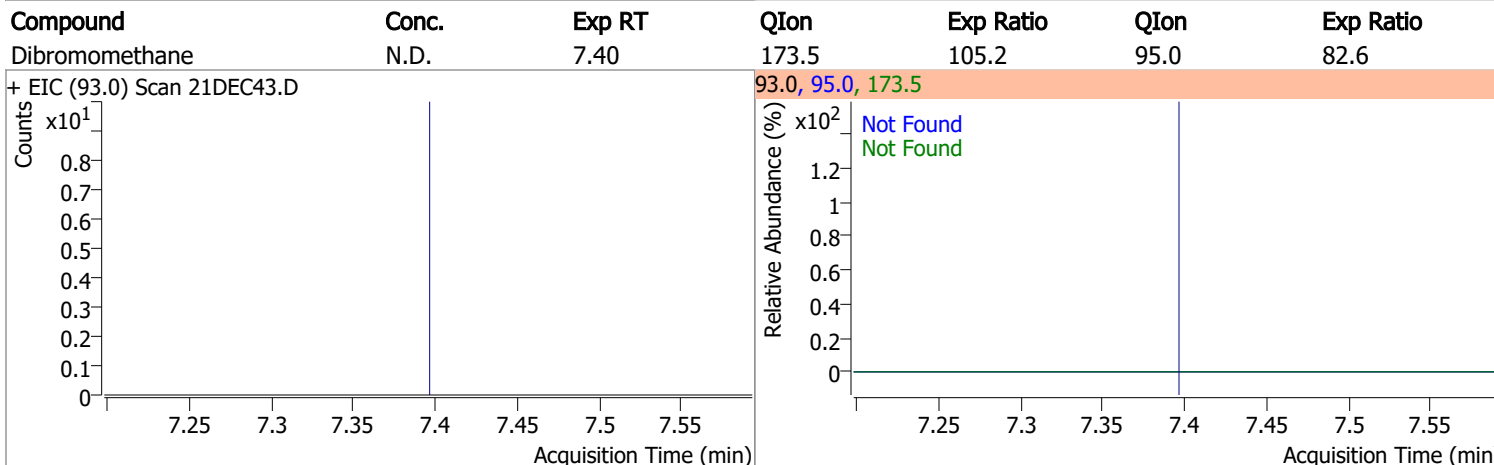 Compound Conc. Exp RT QIon Exp Ratio QIon Exp Ratio
Dibromomethane N.D. 7.40 173.5 105.2 95.0 82.6
+ EIC (93.0) Scan 21DEC43.D
Counts
x10¹
0.8
0.7
0.6
0.5
0.4
0.3
0.2
0.1
0
7.25 7.3 7.35 7.4 7.45 7.5 7.55
Acquisition Time (min)
93.0, 95.0, 173.5
Relative Abundance (%)
x10²
Not Found
Not Found
1.2
1
0.8
0.6
0.4
0.2
0
7.25 7.3 7.35 7.4 7.45 7.5 7.55
Acquisition Time (min